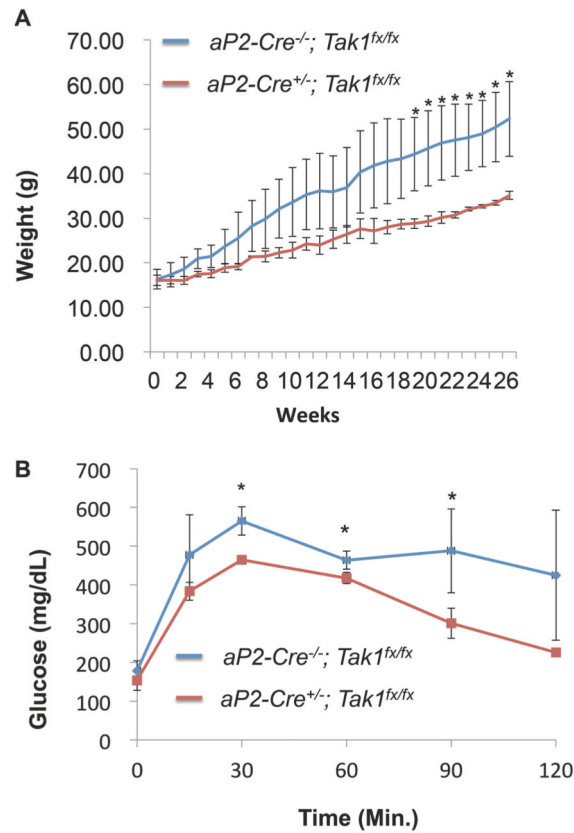 A
70.00
60.00
50.00
40.00
30.00
20.00
10.00
0.00
Weight (g)
aP2-Cre-/-; Tak1fx/fx
aP2-Cre+/-; Tak1fx/fx
* * * * * * * *
0 2 4 6 8 10 12 14 16 18 20 22 24 26
Weeks
B
700
600
500
400
300
200
100
0
Glucose (mg/dL)
* * *
aP2-Cre-/-; Tak1fx/fx
aP2-Cre+/-; Tak1fx/fx
0 30 60 90 120
Time (Min.)